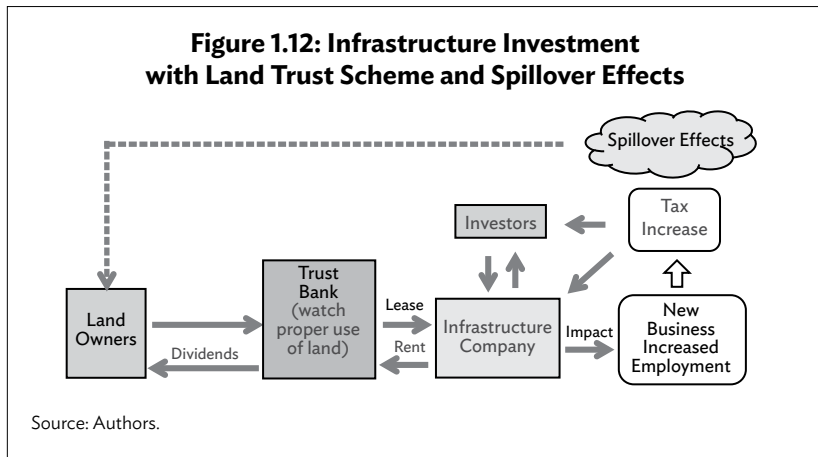 Figure 1.12: Infrastructure Investment
with Land Trust Scheme and Spillover Effects
Spillover Effects
Tax
Increase
Investors
Trust
Bank
(watch
proper use
of land)
Land
Owners
Dividends
Lease
Rent
Infrastructure
Company
Impact
New
Business
Increased
Employment
Source: Authors.